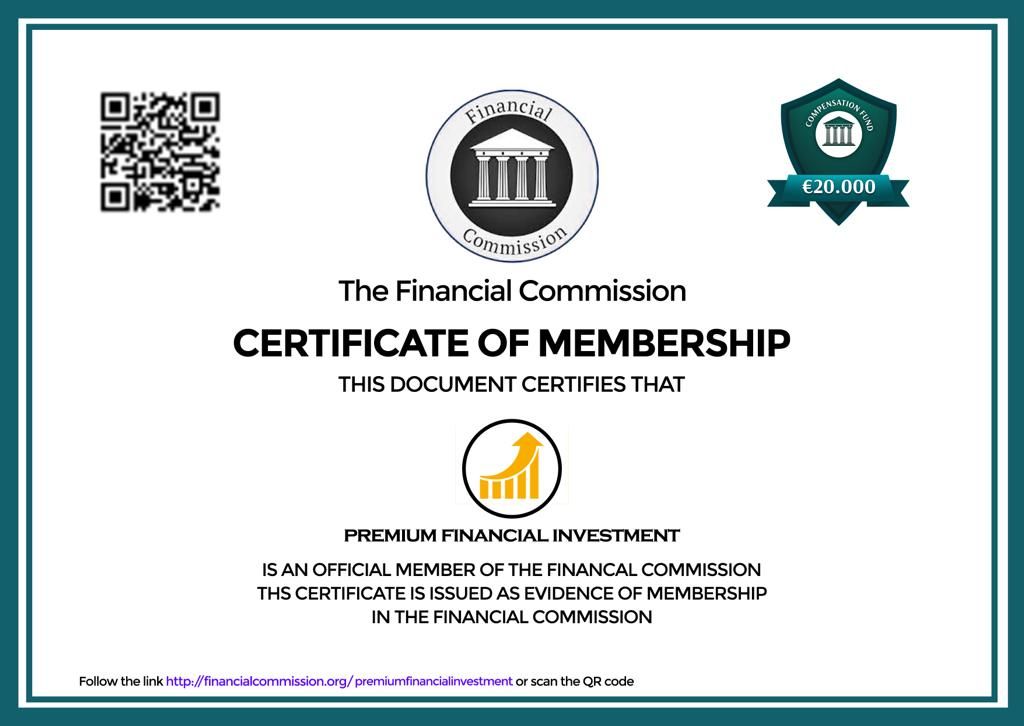 Financial
Commission
COMPENSATION FUND
€20.000
The Financial Commission
CERTIFICATE OF MEMBERSHIP
THIS DOCUMENT CERTIFIES THAT
PREMIUM FINANCIAL INVESTMENT
IS AN OFFICIAL MEMBER OF THE FINANCAL COMMISSION
THS CERTIFICATE IS ISSUED AS EVIDENCE OF MEMBERSHIP
IN THE FINANCIAL COMMISSION
Follow the link http://financialcommission.org/ premiumfinancialinvestment or scan the QR code